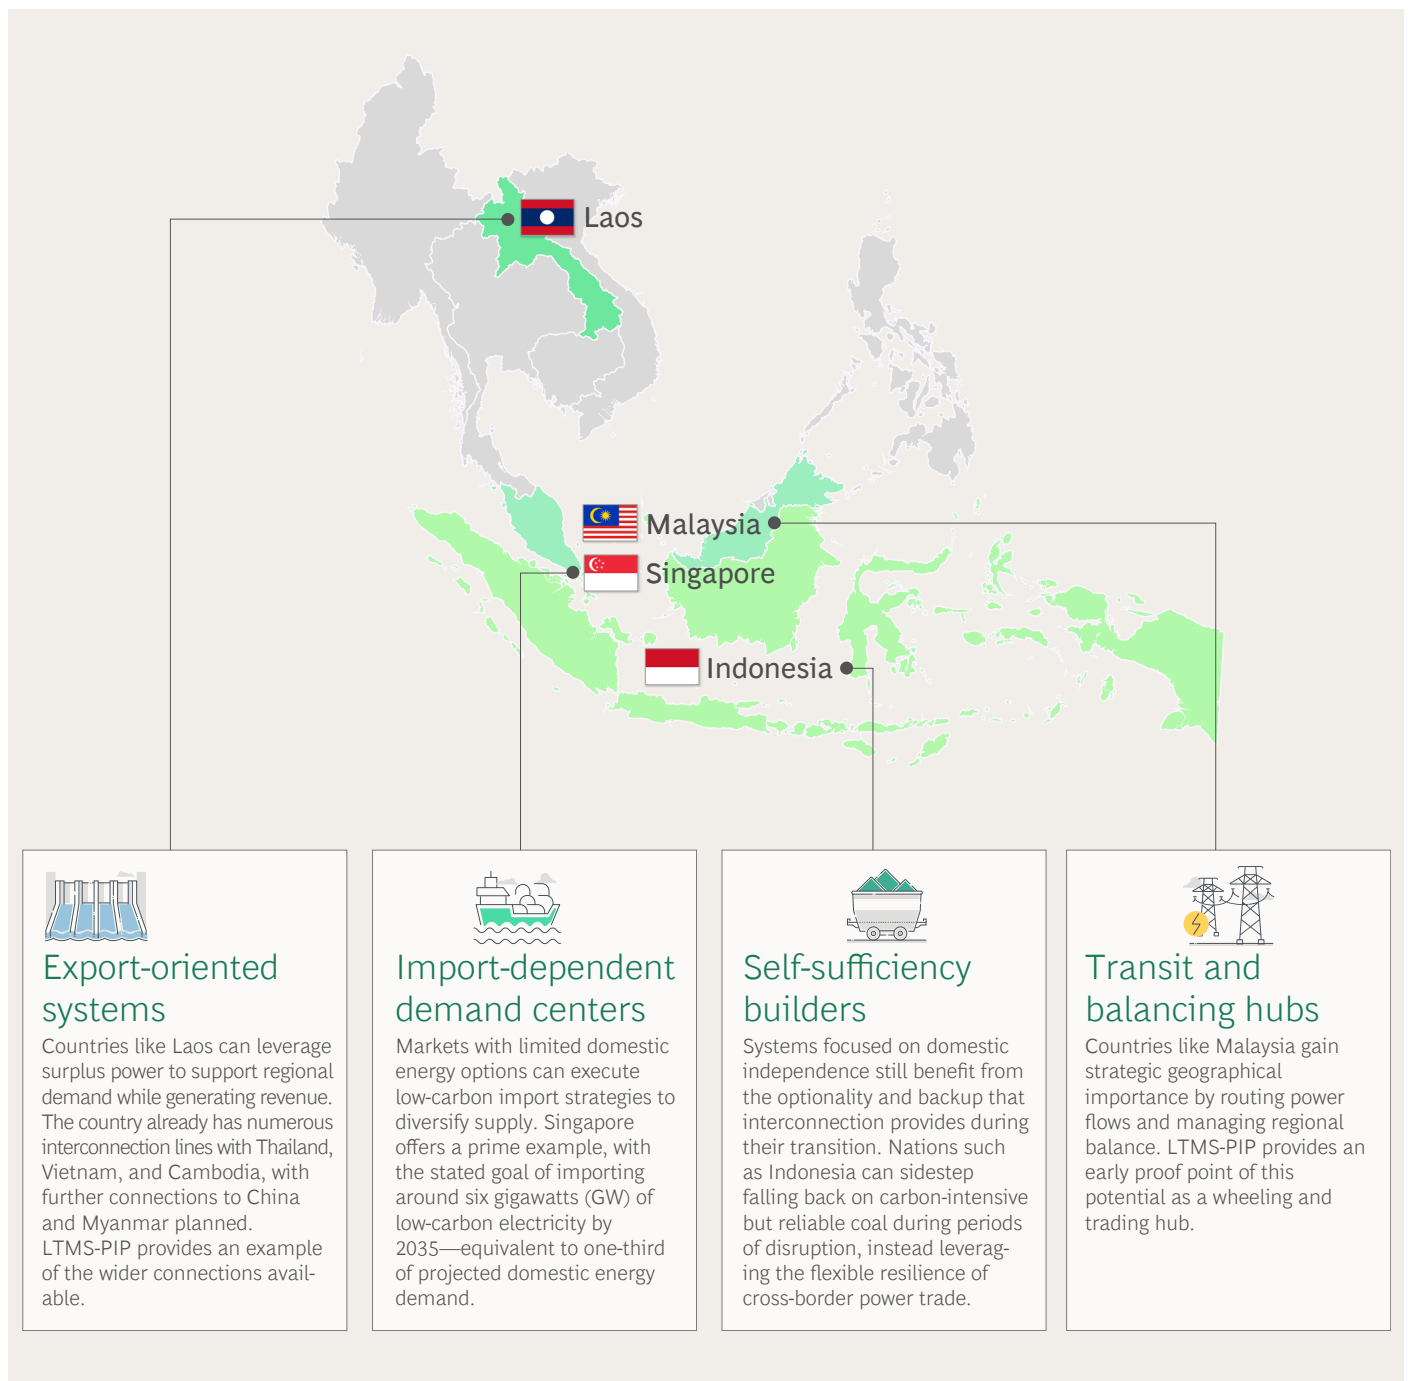 Laos
Malaysia
Singapore
Indonesia
Export-oriented
systems
Countries like Laos can leverage
surplus power to support regional
demand while generating revenue.
The country already has numerous
interconnection lines with Thailand,
Vietnam, and Cambodia, with
further connections to China
and Myanmar planned.
LTMS-PIP provides an example
of the wider connections avail-
able.
Import-dependent
demand centers
Markets with limited domestic
energy options can execute
low-carbon import strategies to
diversify supply. Singapore
offers a prime example, with
the stated goal of importing
around six gigawatts (GW) of
low-carbon electricity by
2035—equivalent to one-third
of projected domestic energy
demand.
Self-sufficiency
builders
Systems focused on domestic
independence still benefit from
the optionality and backup that
interconnection provides during
their transition. Nations such
as Indonesia can sidestep
falling back on carbon-intensive
but reliable coal during periods
of disruption, instead leverag-
ing the flexible resilience of
cross-border power trade.
Transit and
balancing hubs
Countries like Malaysia gain
strategic geographical
importance by routing power
flows and managing regional
balance. LTMS-PIP provides an
early proof point of this
potential as a wheeling and
trading hub.